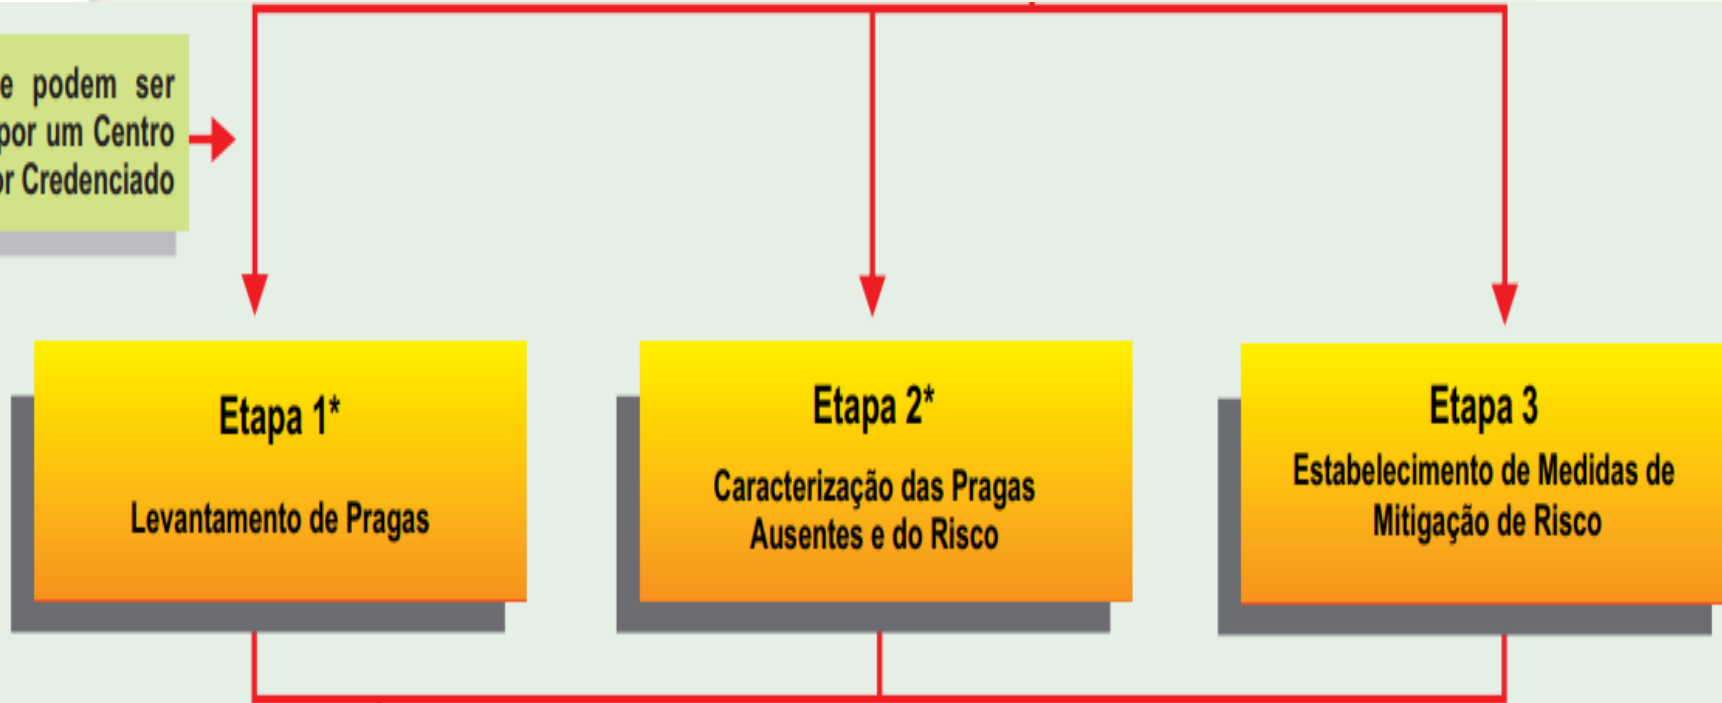 e podem ser
por um Centro
or Credenciado
Etapa 1*
Levantamento de Pragas
Etapa 2*
Caracterização das Pragas
Ausentes e do Risco
Etapa 3
Estabelecimento de Medidas de
Mitigação de Risco